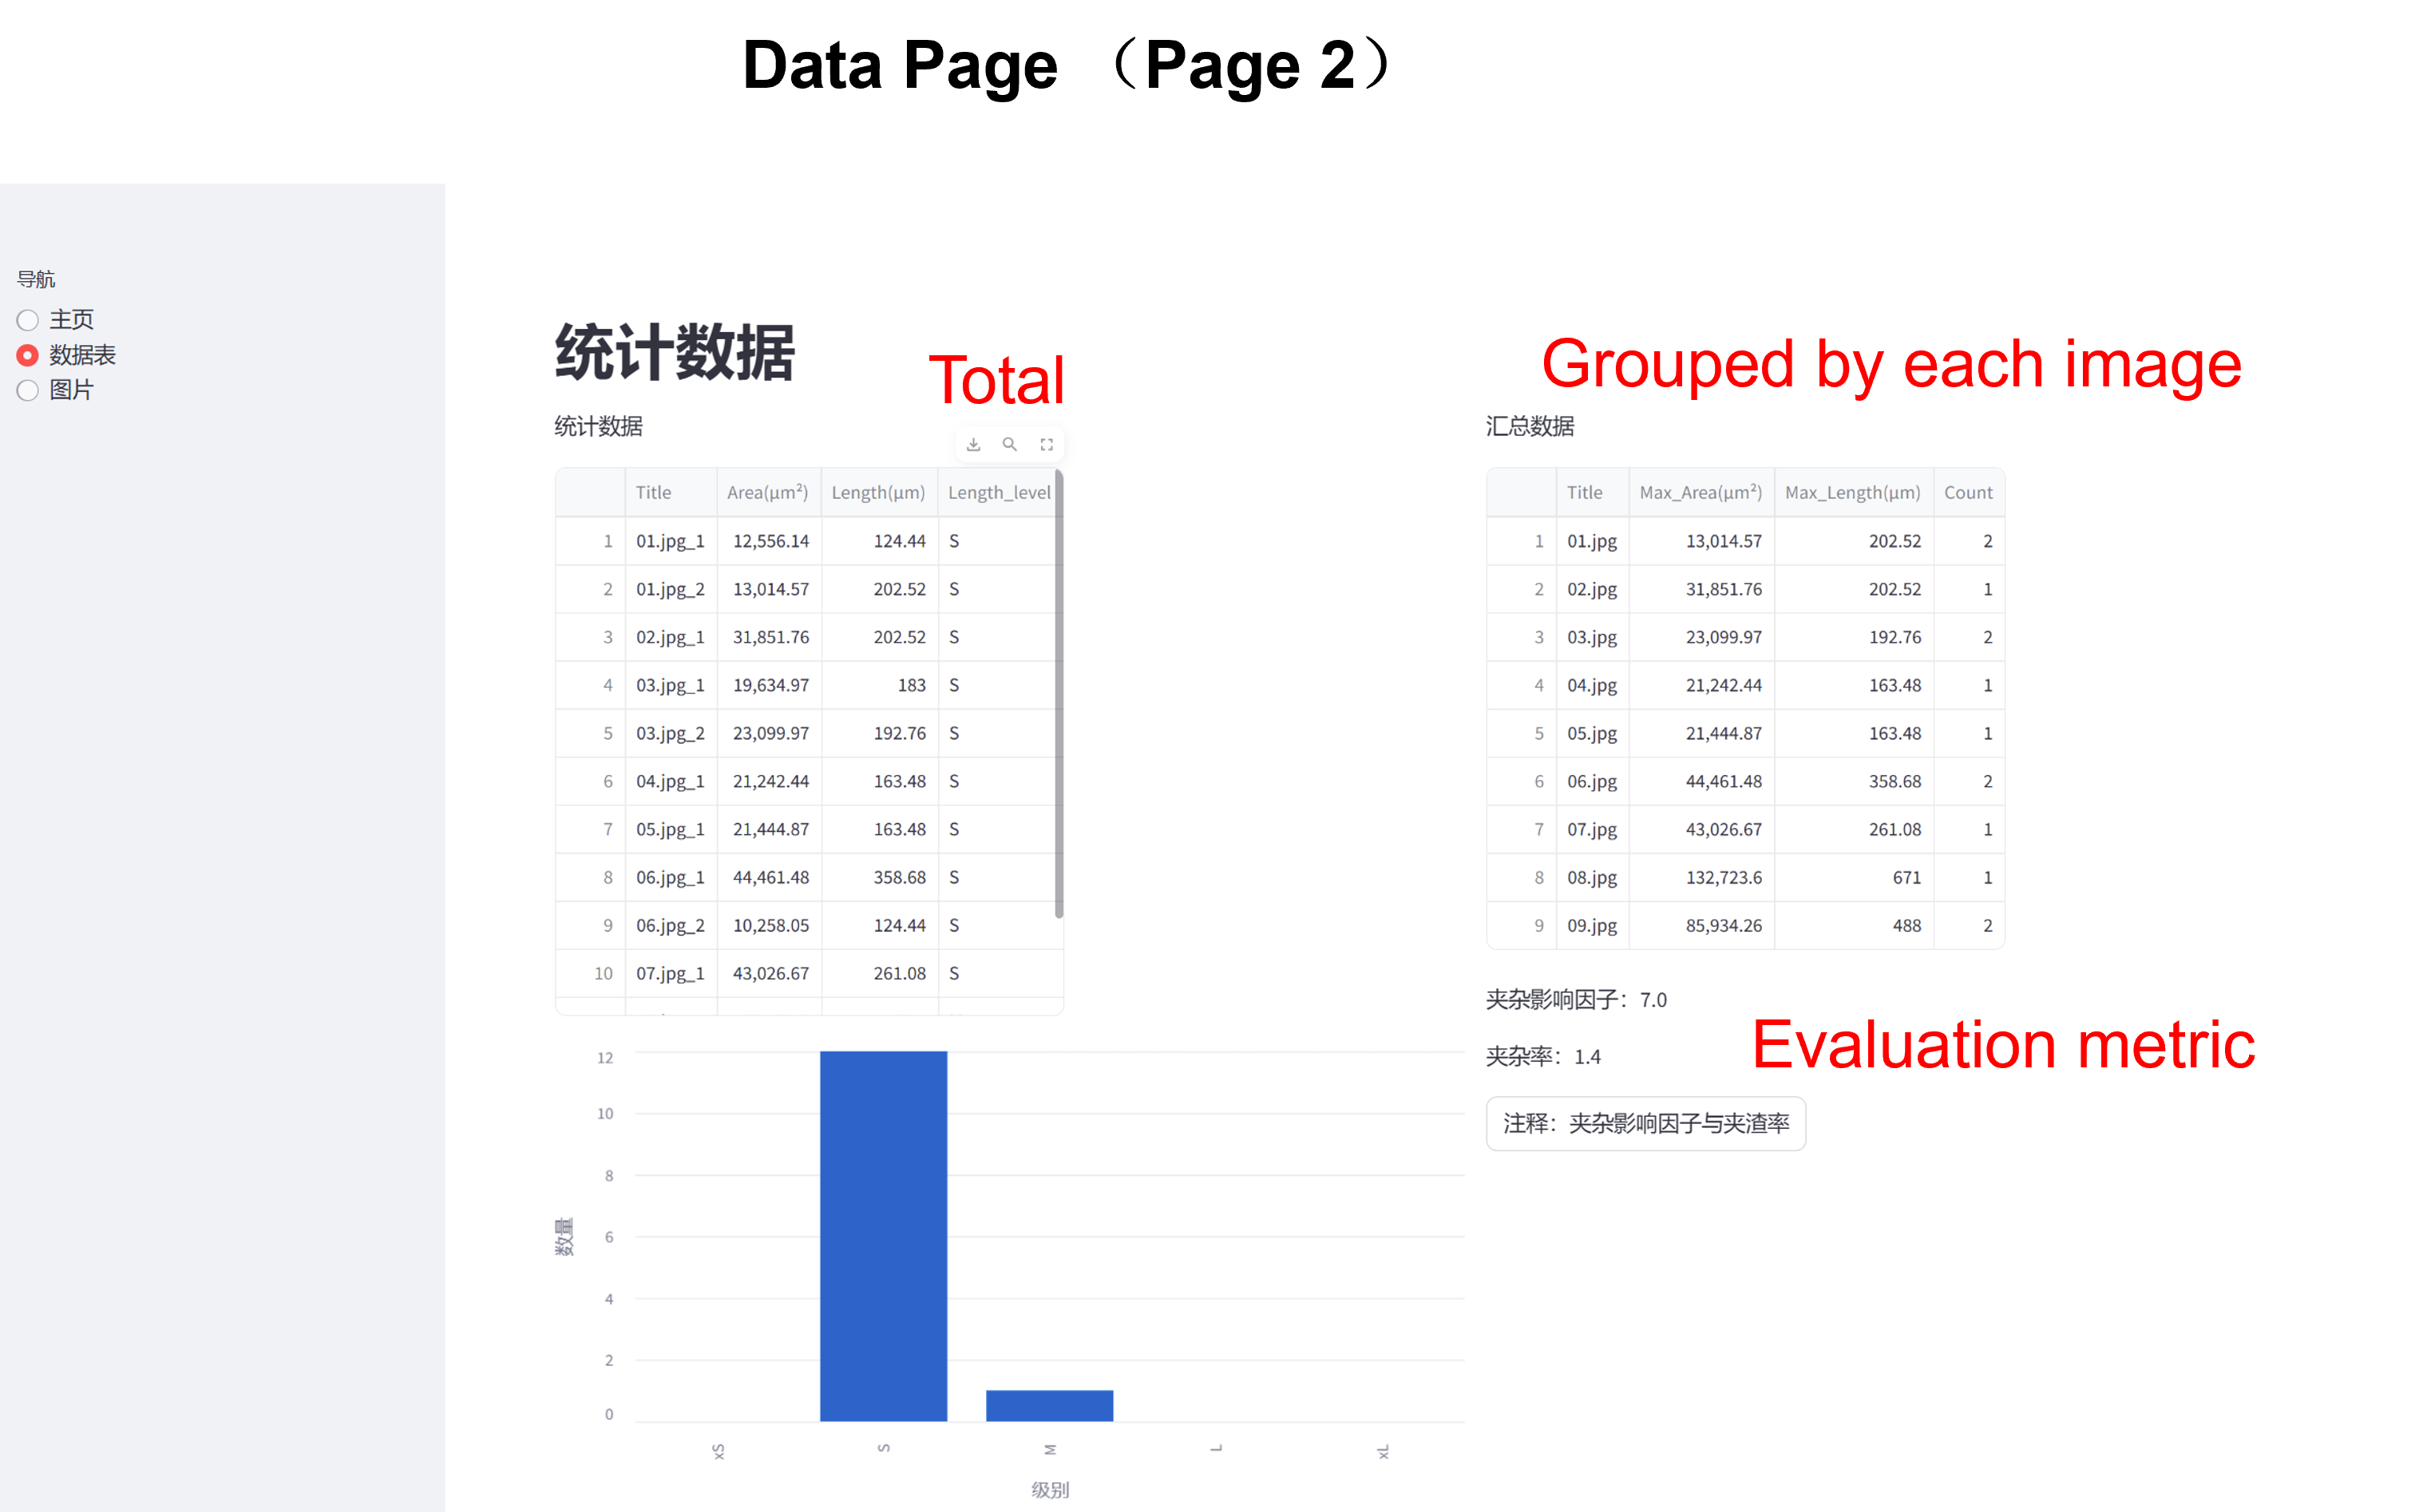 Data Page （Page 2）
导航
主页
数据表
图片
统计数据
Total
统计数据
Title Area(μm²) Length(μm) Length_level
1 01.jpg_1 12,556.14 124.44 S
2 01.jpg_2 13,014.57 202.52 S
3 02.jpg_1 31,851.76 202.52 S
4 03.jpg_1 19,634.97 183 S
5 03.jpg_2 23,099.97 192.76 S
6 04.jpg_1 21,242.44 163.48 S
7 05.jpg_1 21,444.87 163.48 S
8 06.jpg_1 44,461.48 358.68 S
9 06.jpg_2 10,258.05 124.44 S
10 07.jpg_1 43,026.67 261.08 S
12
10
8
6
4
2
0
数量
xS S M L xL
级别
Grouped by each image
汇总数据
Title Max_Area(μm²) Max_Length(μm) Count
1 01.jpg 13,014.57 202.52 2
2 02.jpg 31,851.76 202.52 1
3 03.jpg 23,099.97 192.76 2
4 04.jpg 21,242.44 163.48 1
5 05.jpg 21,444.87 163.48 1
6 06.jpg 44,461.48 358.68 2
7 07.jpg 43,026.67 261.08 1
8 08.jpg 132,723.6 671 1
9 09.jpg 85,934.26 488 2
夹杂影响因子：7.0
夹杂率：1.4
Evaluation metric
注释：夹杂影响因子与夹渣率